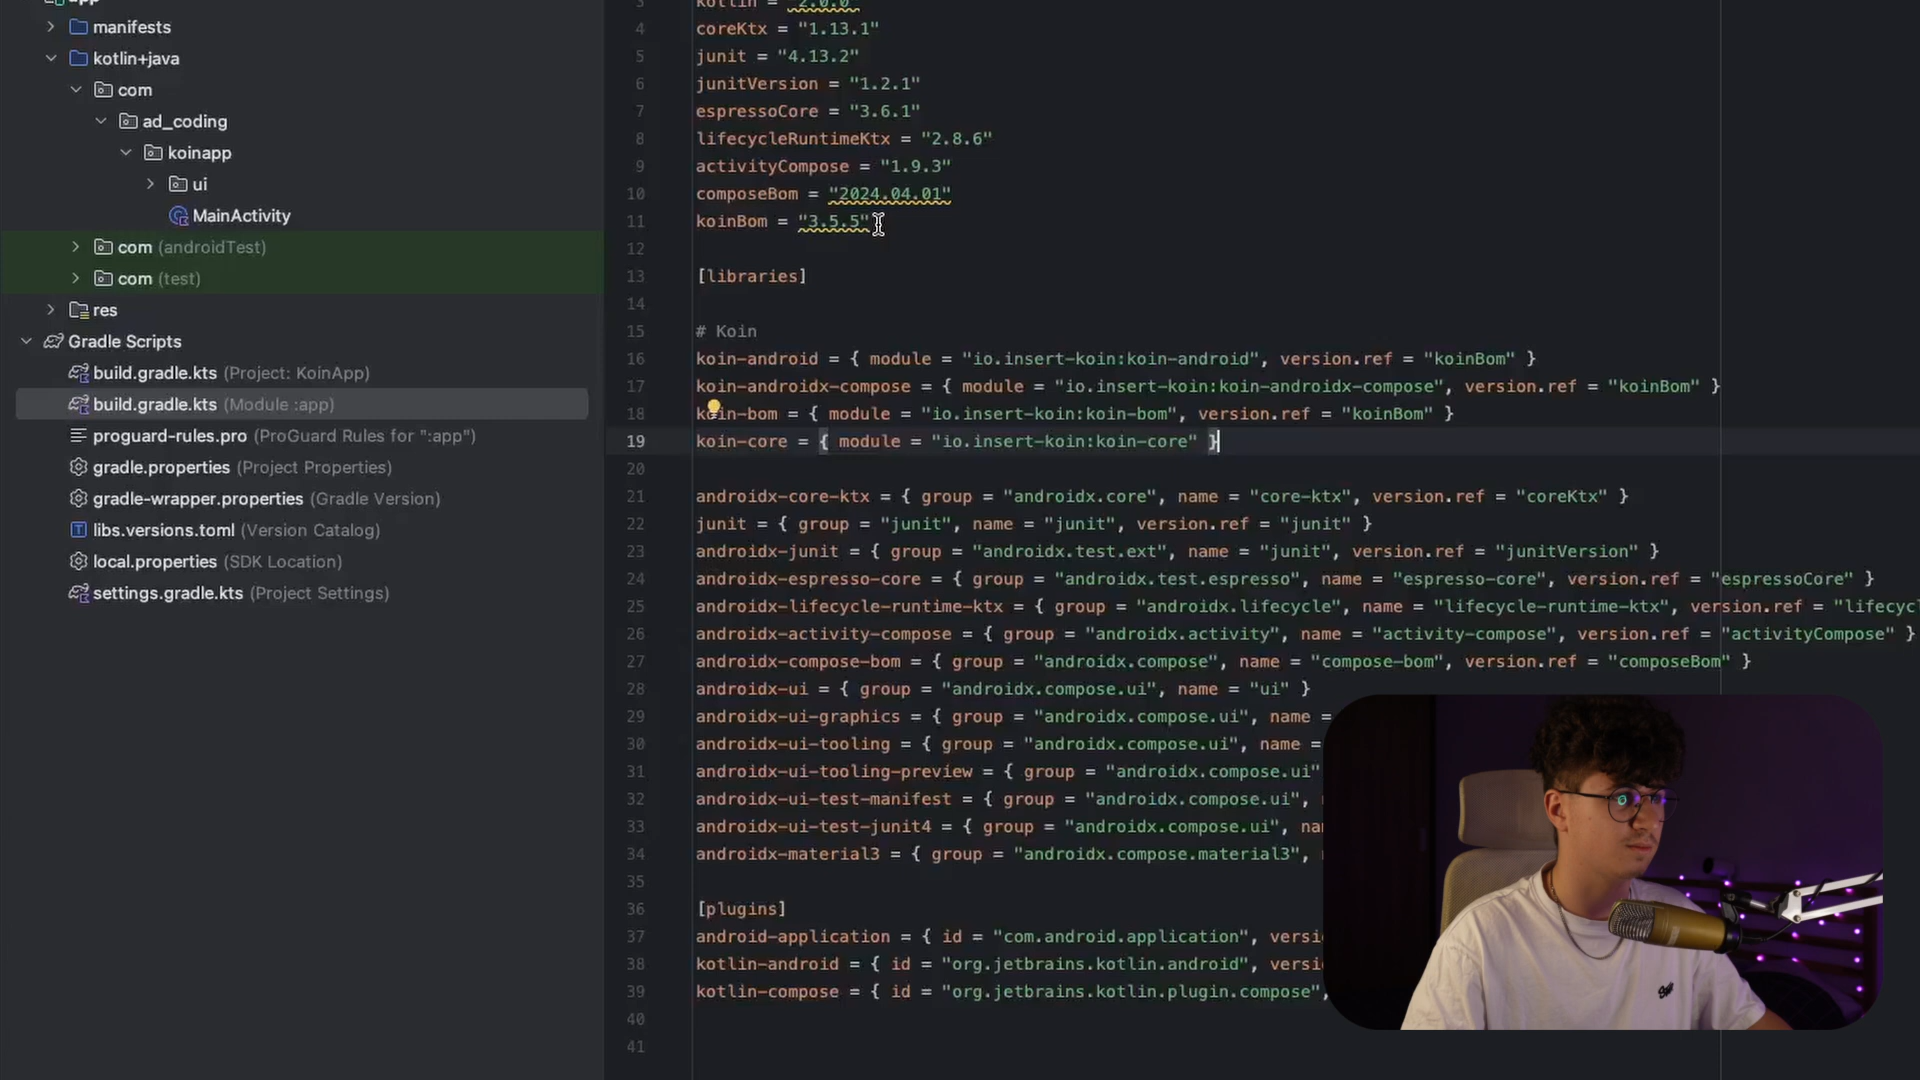 app
manifests
kotlin+java
com
ad_coding
koinapp
ui
MainActivity
com (androidTest)
com (test)
res
Gradle Scripts
build.gradle.kts (Project: KoinApp)
build.gradle.kts (Module :app)
proguard-rules.pro (ProGuard Rules for ":app")
gradle.properties (Project Properties)
gradle-wrapper.properties (Gradle Version)
libs.versions.toml (Version Catalog)
local.properties (SDK Location)
settings.gradle.kts (Project Settings)
3 kotlin = "2.0.0"
4 coreKtx = "1.13.1"
5 junit = "4.13.2"
6 junitVersion = "1.2.1"
7 espressoCore = "3.6.1"
8 lifecycleRuntimeKtx = "2.8.6"
9 activityCompose = "1.9.3"
10 composeBom = "2024.04.01"
11 koinBom = "3.5.5"
12
13 [libraries]
14
15 # Koin
16 koin-android = { module = "io.insert-koin:koin-android", version.ref = "koinBom" }
17 koin-androidx-compose = { module = "io.insert-koin:koin-androidx-compose", version.ref = "koinBom" }
18 koin-bom = { module = "io.insert-koin:koin-bom", version.ref = "koinBom" }
19 koin-core = { module = "io.insert-koin:koin-core" }
20
21 androidx-core-ktx = { group = "androidx.core", name = "core-ktx", version.ref = "coreKtx" }
22 junit = { group = "junit", name = "junit", version.ref = "junit" }
23 androidx-junit = { group = "androidx.test.ext", name = "junit", version.ref = "junitVersion" }
24 androidx-espresso-core = { group = "androidx.test.espresso", name = "espresso-core", version.ref = "espressoCore" }
25 androidx-lifecycle-runtime-ktx = { group = "androidx.lifecycle", name = "lifecycle-runtime-ktx", version.ref = "lifecycl
26 androidx-activity-compose = { group = "androidx.activity", name = "activity-compose", version.ref = "activityCompose" }
27 androidx-compose-bom = { group = "androidx.compose", name = "compose-bom", version.ref = "composeBom" }
28 androidx-ui = { group = "androidx.compose.ui", name = "ui" }
29 androidx-ui-graphics = { group = "androidx.compose.ui", name =
30 androidx-ui-tooling = { group = "androidx.compose.ui", name =
31 androidx-ui-tooling-preview = { group = "androidx.compose.ui"
32 androidx-ui-test-manifest = { group = "androidx.compose.ui",
33 androidx-ui-test-junit4 = { group = "androidx.compose.ui", na
34 androidx-material3 = { group = "androidx.compose.material3",
35
36 [plugins]
37 android-application = { id = "com.android.application", versi
38 kotlin-android = { id = "org.jetbrains.kotlin.android", versi
39 kotlin-compose = { id = "org.jetbrains.kotlin.plugin.compose",
40
41